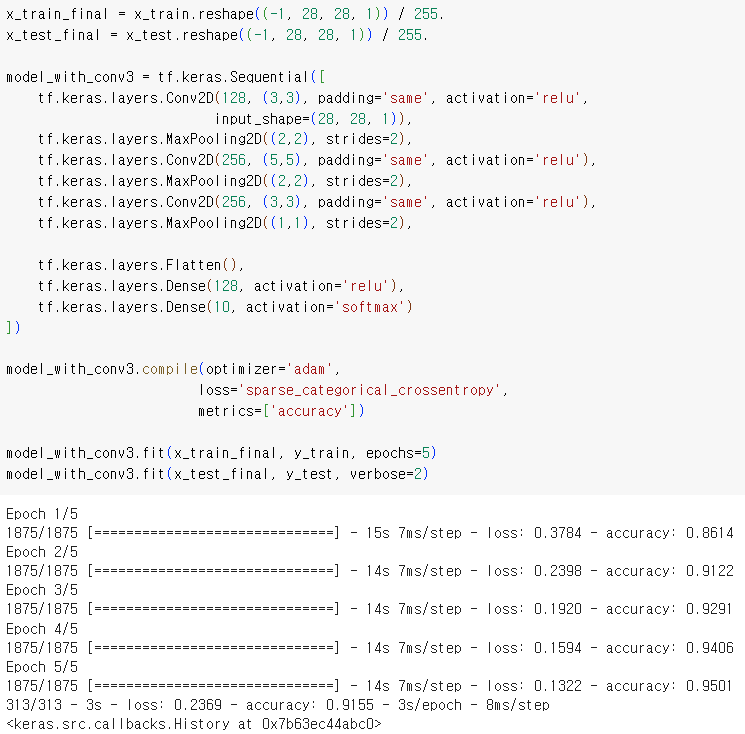 x_train_final = x_train.reshape((-1, 28, 28, 1)) / 255.
x_test_final = x_test.reshape((-1, 28, 28, 1)) / 255.

model_with_conv3 = tf.keras.Sequential([
    tf.keras.layers.Conv2D(128, (3,3), padding='same', activation='relu',
                           input_shape=(28, 28, 1)),
    tf.keras.layers.MaxPooling2D((2,2), strides=2),
    tf.keras.layers.Conv2D(256, (5,5), padding='same', activation='relu'),
    tf.keras.layers.MaxPooling2D((2,2), strides=2),
    tf.keras.layers.Conv2D(256, (3,3), padding='same', activation='relu'),
    tf.keras.layers.MaxPooling2D((1,1), strides=2),

    tf.keras.layers.Flatten(),
    tf.keras.layers.Dense(128, activation='relu'),
    tf.keras.layers.Dense(10, activation='softmax')
])

model_with_conv3.compile(optimizer='adam',
                         loss='sparse_categorical_crossentropy',
                         metrics=['accuracy'])

model_with_conv3.fit(x_train_final, y_train, epochs=5)
model_with_conv3.fit(x_test_final, y_test, verbose=2)

Epoch 1/5
1875/1875 [==============================] - 15s 7ms/step - loss: 0.3784 - accuracy: 0.8614
Epoch 2/5
1875/1875 [==============================] - 14s 7ms/step - loss: 0.2398 - accuracy: 0.9122
Epoch 3/5
1875/1875 [==============================] - 14s 7ms/step - loss: 0.1920 - accuracy: 0.9291
Epoch 4/5
1875/1875 [==============================] - 14s 7ms/step - loss: 0.1594 - accuracy: 0.9406
Epoch 5/5
1875/1875 [==============================] - 14s 7ms/step - loss: 0.1322 - accuracy: 0.9501
313/313 - 3s - loss: 0.2369 - accuracy: 0.9155 - 3s/epoch - 8ms/step
<keras.src.callbacks.History at 0x7b63ec44abc0>